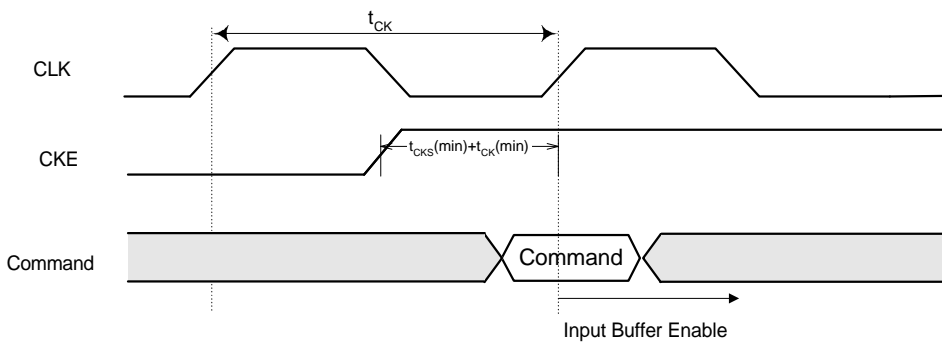 tCK
CLK
CKE
tCKS(min)+tCK(min)
Command
Command
Input Buffer Enable